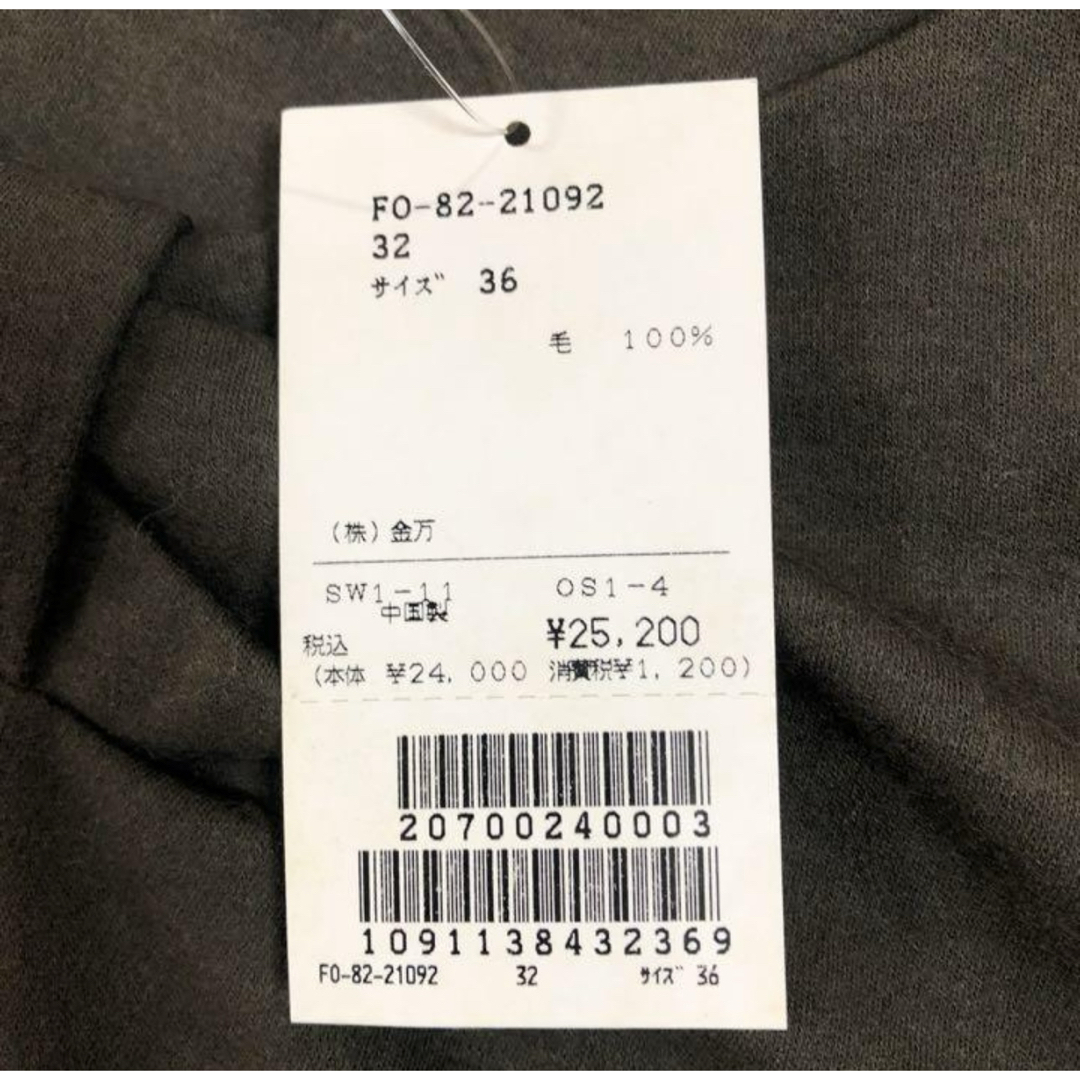 FO-82-21092
32
サイズ 36
毛 100%
(株)金万
SW1-11 OS1-4
中国製
税込 ¥25,200
(本体 ¥24,000 消費税¥1,200)
20700240003
1091138432369
FO-82-21092 32 サイズ 36